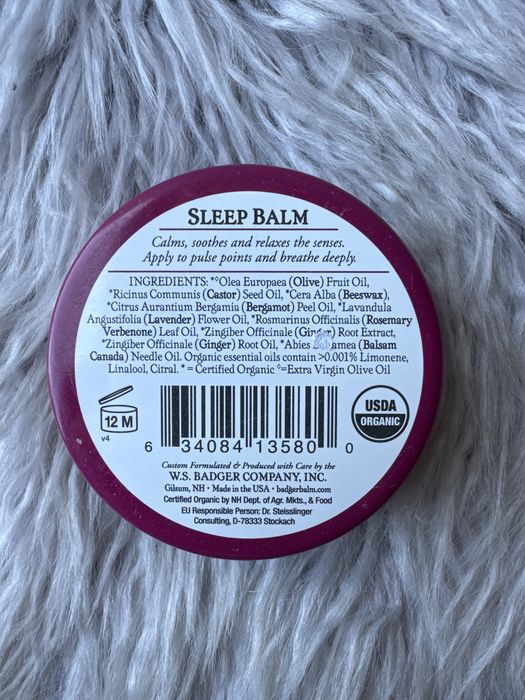 SLEEP BALM
Calms, soothes and relaxes the senses.
Apply to pulse points and breathe deeply.
INGREDIENTS: *◊Olea Europaea (Olive) Fruit Oil,
*Ricinus Communis (Castor) Seed Oil, *Cera Alba (Beeswax),
*Citrus Aurantium Bergamia (Bergamot) Peel Oil, *Lavandula
Angustifolia (Lavender) Flower Oil, *Rosmarinus Officinalis (Rosemary
Verbenone) Leaf Oil, *Zingiber Officinale (Ginger) Root Extract,
*Zingiber Officinale (Ginger) Root Oil, *Abies (Balsam
Canada) Needle Oil. Organic essential oils contain >0.001% Limonene,
Linalool, Citral. * = Certified Organic ◊=Extra Virgin Olive Oil
12 M
v4
6 34084 13580 0
USDA
ORGANIC
Custom Formulated & Produced with Care by the
W.S. BADGER COMPANY, INC.
Gilsum, NH • Made in the USA • badgerbalm.com
Certified Organic by NH Dept. of Agr. Mkts., & Food
EU Responsible Person: Dr. Steisslinger
Consulting, D-78333 Stockach